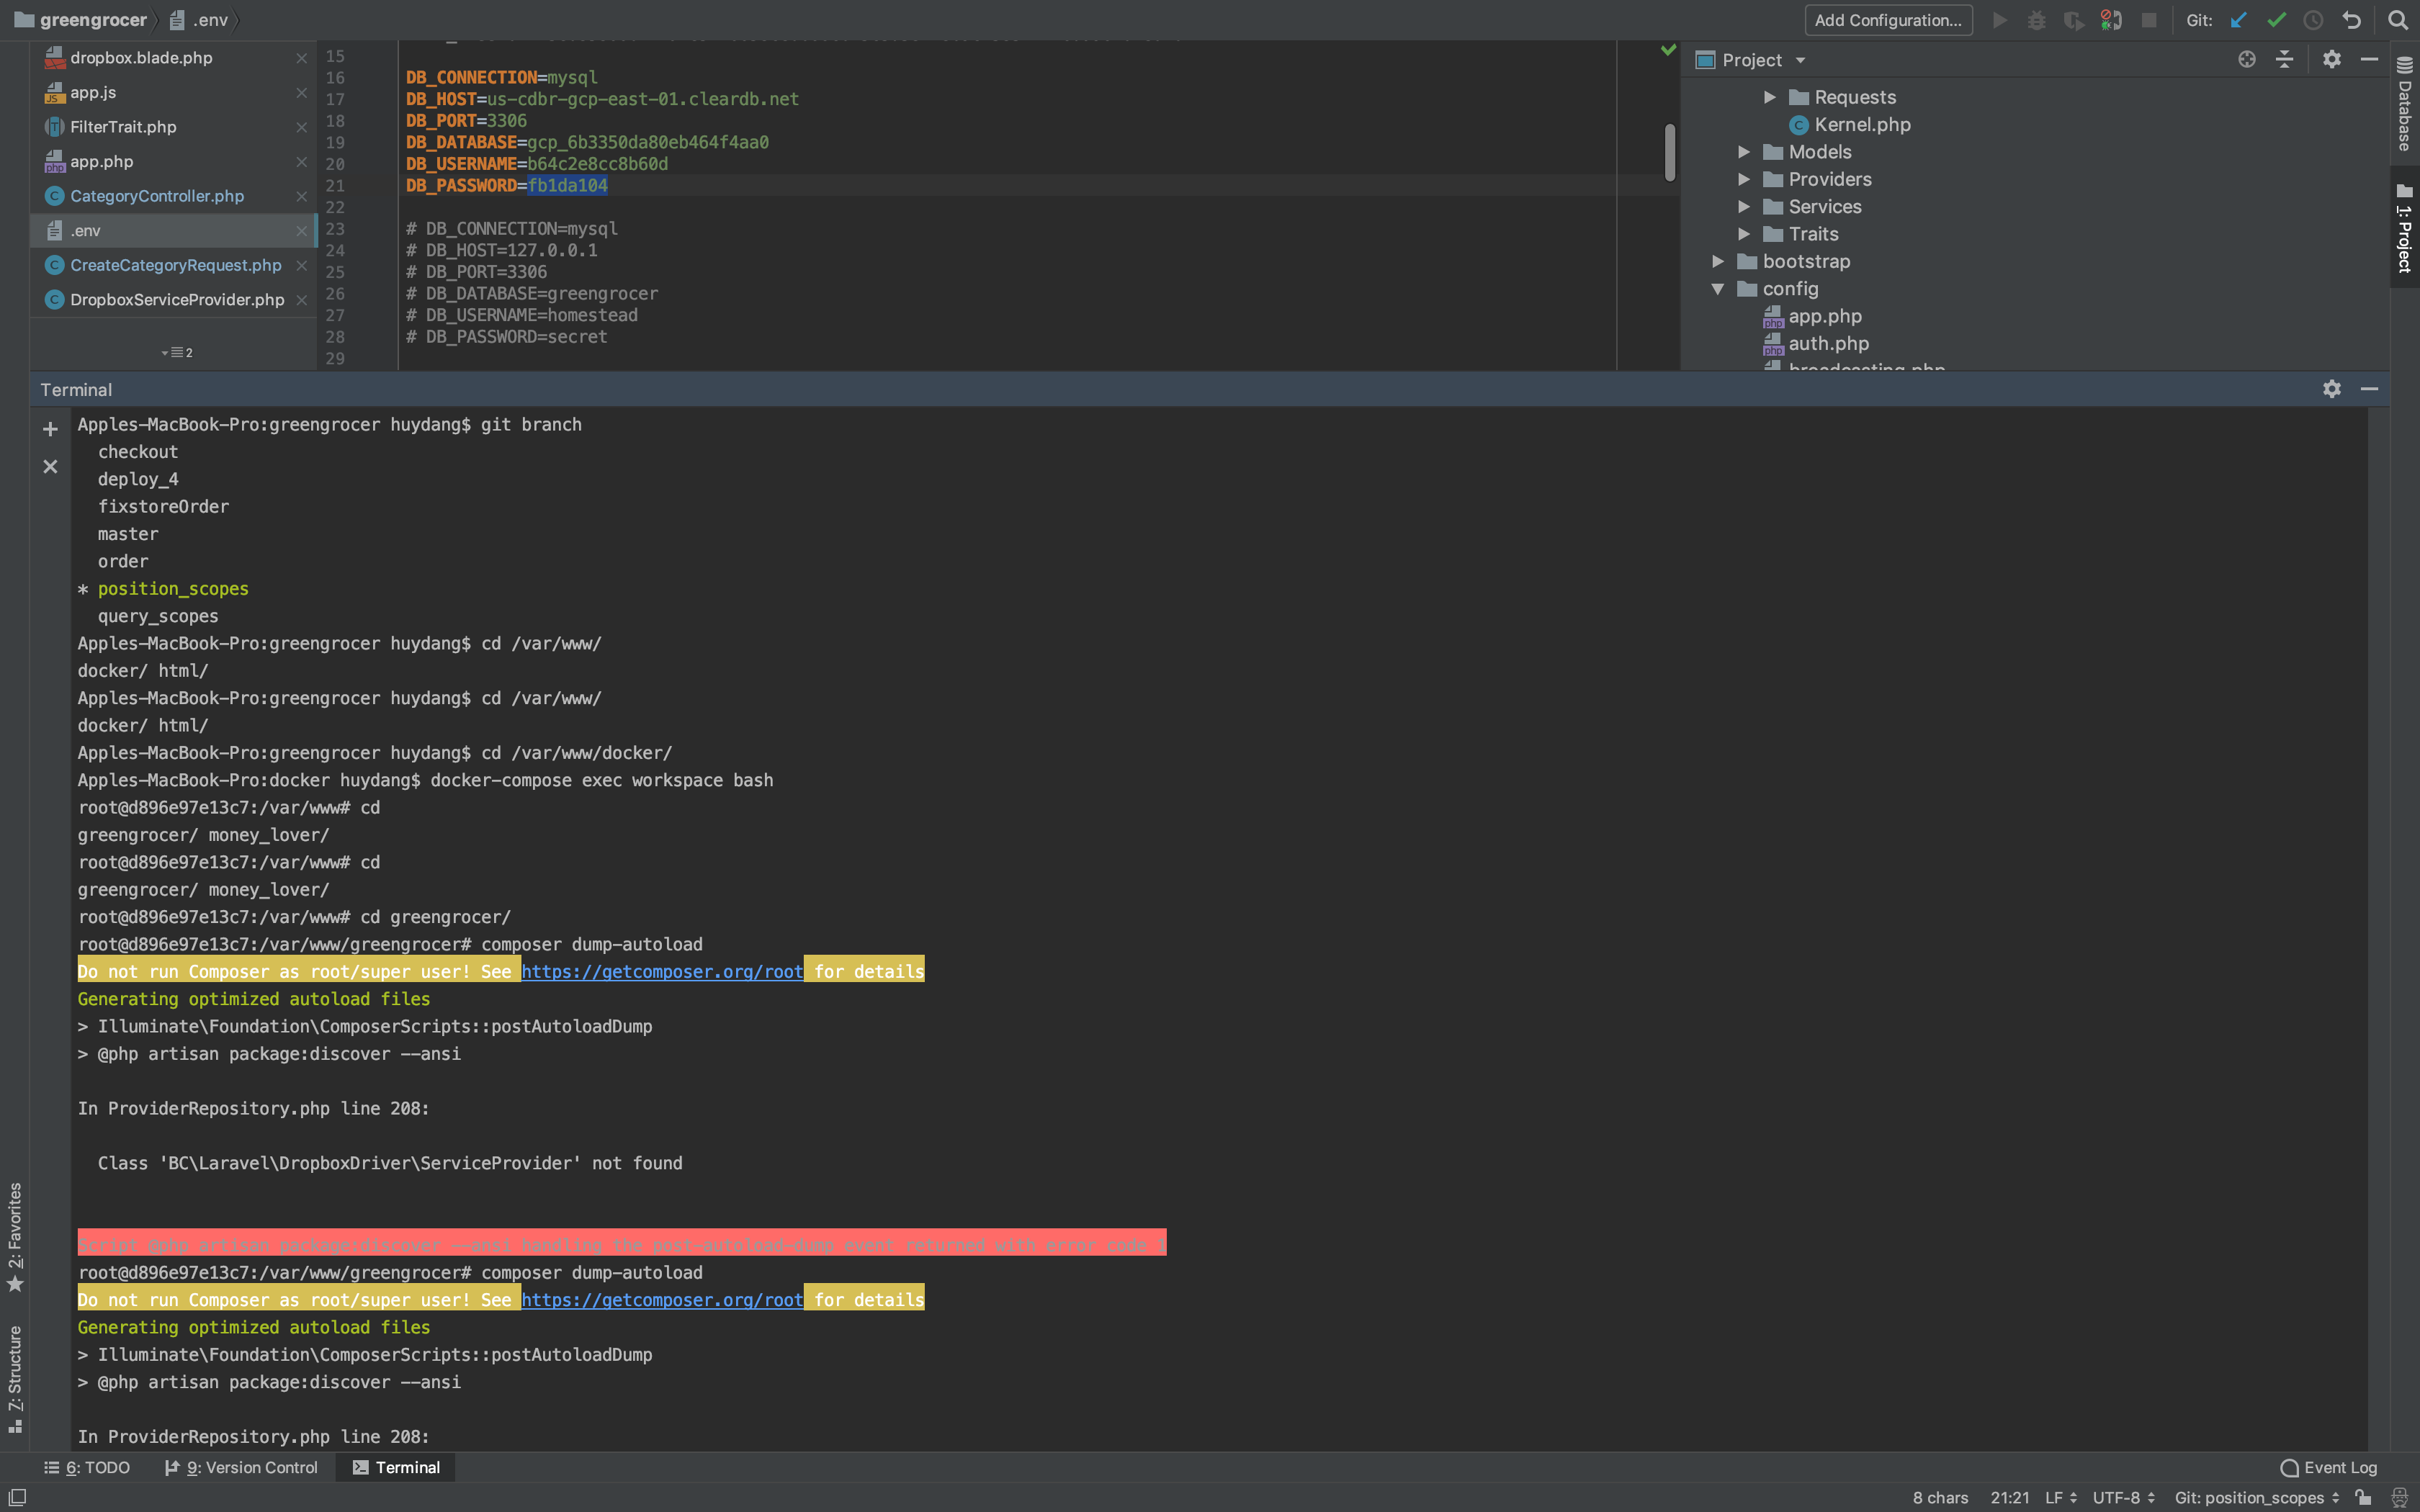 greengrocer
.env
Add Configuration...
Git:
dropbox.blade.php
app.js
FilterTrait.php
app.php
CategoryController.php
.env
CreateCategoryRequest.php
DropboxServiceProvider.php
2
15
16 DB_CONNECTION=mysql
17 DB_HOST=us-cdbr-gcp-east-01.cleardb.net
18 DB_PORT=3306
19 DB_DATABASE=gcp_6b3350da80eb464f4aa0
20 DB_USERNAME=b64c2e8cc8b60d
21 DB_PASSWORD=fb1da104
22
23 # DB_CONNECTION=mysql
24 # DB_HOST=127.0.0.1
25 # DB_PORT=3306
26 # DB_DATABASE=greengrocer
27 # DB_USERNAME=homestead
28 # DB_PASSWORD=secret
29
Project
Requests
Kernel.php
Models
Providers
Services
Traits
bootstrap
config
app.php
auth.php
broadcasting.php
Database
1: Project
Terminal
Apples-MacBook-Pro:greengrocer huydang$ git branch
checkout
deploy_4
fixstoreOrder
master
order
* position_scopes
query_scopes
Apples-MacBook-Pro:greengrocer huydang$ cd /var/www/
docker/ html/
Apples-MacBook-Pro:greengrocer huydang$ cd /var/www/
docker/ html/
Apples-MacBook-Pro:greengrocer huydang$ cd /var/www/docker/
Apples-MacBook-Pro:docker huydang$ docker-compose exec workspace bash
root@d896e97e13c7:/var/www# cd
greengrocer/ money_lover/
root@d896e97e13c7:/var/www# cd
greengrocer/ money_lover/
root@d896e97e13c7:/var/www# cd greengrocer/
root@d896e97e13c7:/var/www/greengrocer# composer dump-autoload
Do not run Composer as root/super user! See https://getcomposer.org/root for details
Generating optimized autoload files
> Illuminate\Foundation\ComposerScripts::postAutoloadDump
> @php artisan package:discover --ansi
In ProviderRepository.php line 208:
Class 'BC\Laravel\DropboxDriver\ServiceProvider' not found
Script @php artisan package:discover --ansi handling the post-autoload-dump event returned with error code 1
root@d896e97e13c7:/var/www/greengrocer# composer dump-autoload
Do not run Composer as root/super user! See https://getcomposer.org/root for details
Generating optimized autoload files
> Illuminate\Foundation\ComposerScripts::postAutoloadDump
> @php artisan package:discover --ansi
In ProviderRepository.php line 208:
2: Favorites
7: Structure
6: TODO
9: Version Control
Terminal
Event Log
8 chars
21:21
LF
UTF-8
Git: position_scopes